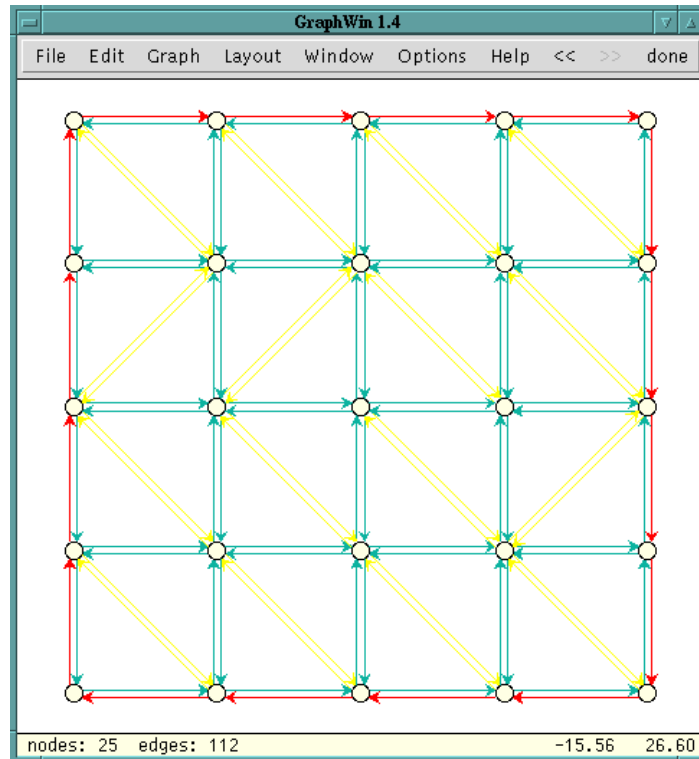 GraphWin 1.4
File Edit Graph Layout Window Options Help << >> done
nodes: 25 edges: 112 -15.56 26.60